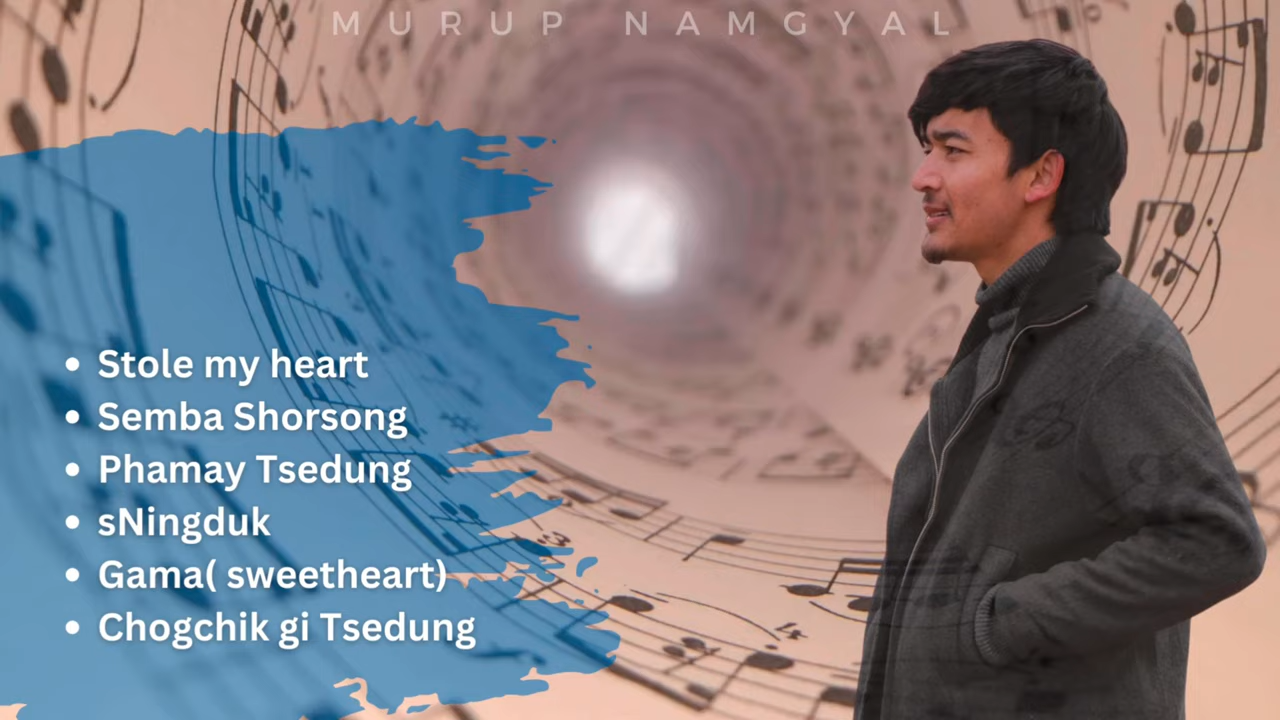 MURUP NAMGYAL
• Stole my heart
• Semba Shorsong
• Phamay Tsedung
• sNingduk
• Gama( sweetheart)
• Chogchik gi Tsedung